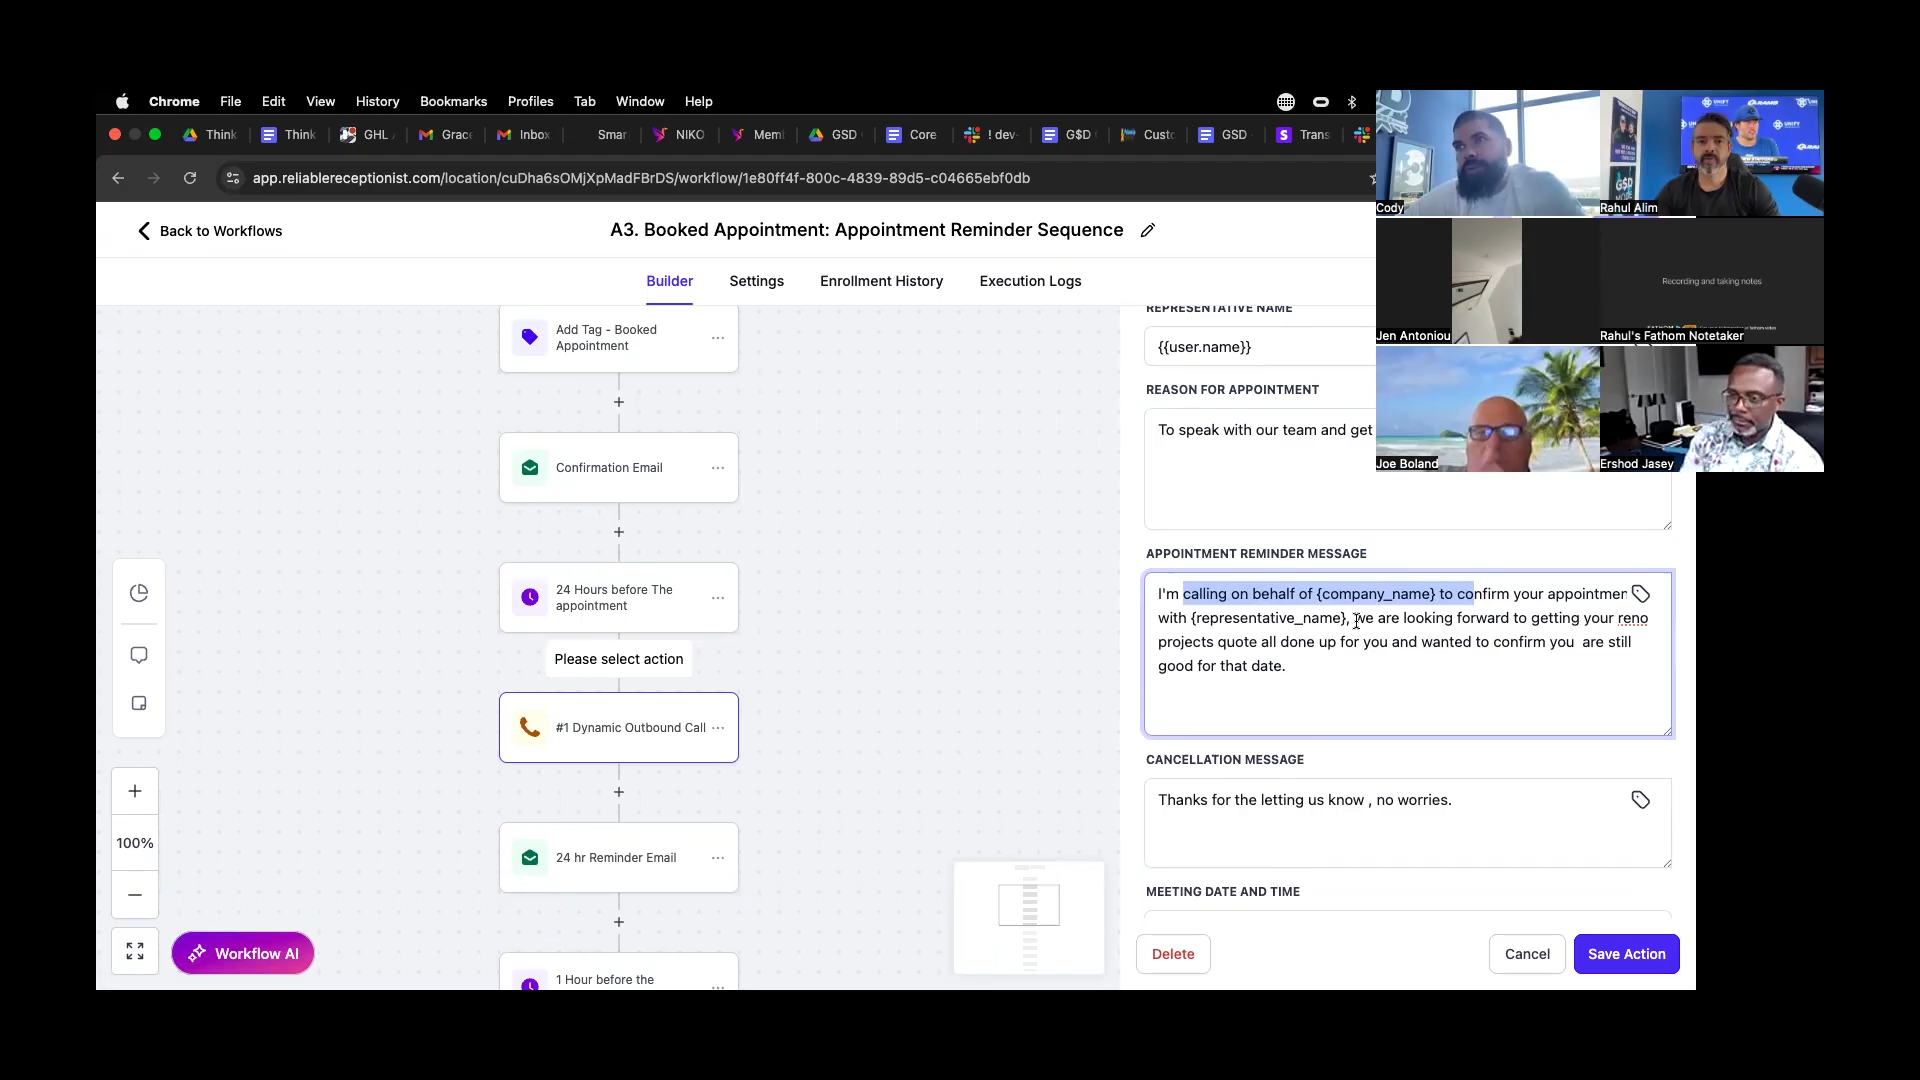 Chrome File Edit View History Bookmarks Profiles Tab Window Help
Think Think GHL Grac Inbox Smar NIKO Mem GSD Core ! dev- G$D Custo GSD Trans
app.reliablereceptionist.com/location/cuDha6sOMjXpMadFBrDS/workflow/1e80ff4f-800c-4839-89d5-c04665ebf0db
Back to Workflows
A3. Booked Appointment: Appointment Reminder Sequence
Builder Settings Enrollment History Execution Logs
Add Tag - Booked
Appointment
Confirmation Email
24 Hours before The
appointment
Please select action
#1 Dynamic Outbound Call
24 hr Reminder Email
1 Hour before the
100%
Workflow AI
REPRESENTATIVE NAME
{{user.name}}
REASON FOR APPOINTMENT
To speak with our team and get
APPOINTMENT REMINDER MESSAGE
I'm calling on behalf of {company_name} to confirm your appointmen
with {representative_name}, we are looking forward to getting your reno
projects quote all done up for you and wanted to confirm you are still
good for that date.
CANCELLATION MESSAGE
Thanks for the letting us know , no worries.
MEETING DATE AND TIME
Delete
Cancel
Save Action
Cody
UNIFY
RAMS
G$D
Rahul Alim
Jen Antoniou
Recording and taking notes
FATHOM
Rahul's Fathom Notetaker
Joe Boland
Ershod Jasey